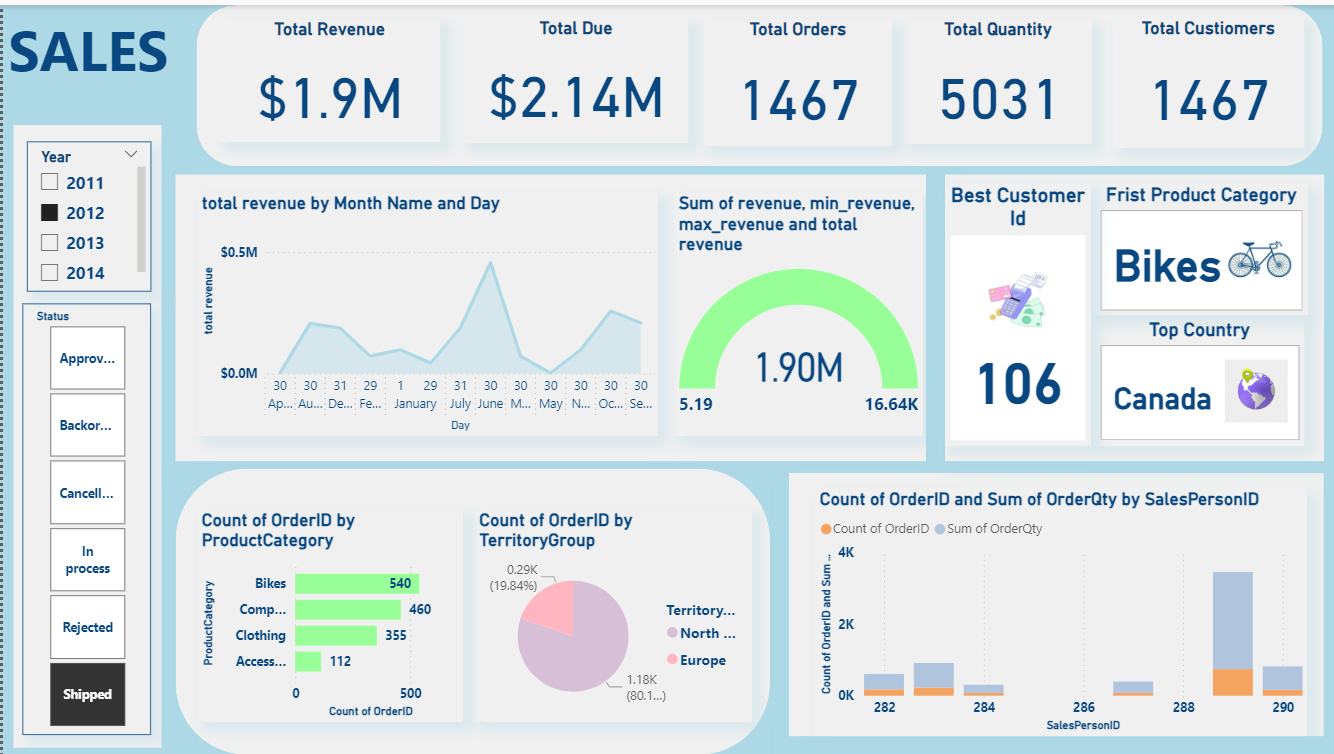 SALES
Total Revenue
$1.9M
Total Due
$2.14M
Total Orders
1467
Total Quantity
5031
Total Custiomers
1467
Year
2011
2012
2013
2014
Status
Approv...
Backor...
Cancell...
In
process
Rejected
Shipped
total revenue by Month Name and Day
total revenue
$0.5M
$0.0M
30 30 31 29 1 29 31 30 30 30 30 30 30
Ap... Au... De... Fe... January July June M... May N... Oc... Se...
Day
Sum of revenue, min_revenue,
max_revenue and total
revenue
1.90M
5.19
16.64K
Best Customer
Id
106
Frist Product Category
Bikes
Top Country
Canada
Count of OrderID by
ProductCategory
ProductCategory
Bikes 540
Comp... 460
Clothing 355
Access... 112
0 500
Count of OrderID
Count of OrderID by
TerritoryGroup
0.29K
(19.84%)
1.18K
(80.1...)
Territory...
North ...
Europe
Count of OrderID and Sum of OrderQty by SalesPersonID
Count of OrderID Sum of OrderQty
Count of OrderID and Sum ...
4K
2K
0K
282 284 286 288 290
SalesPersonID